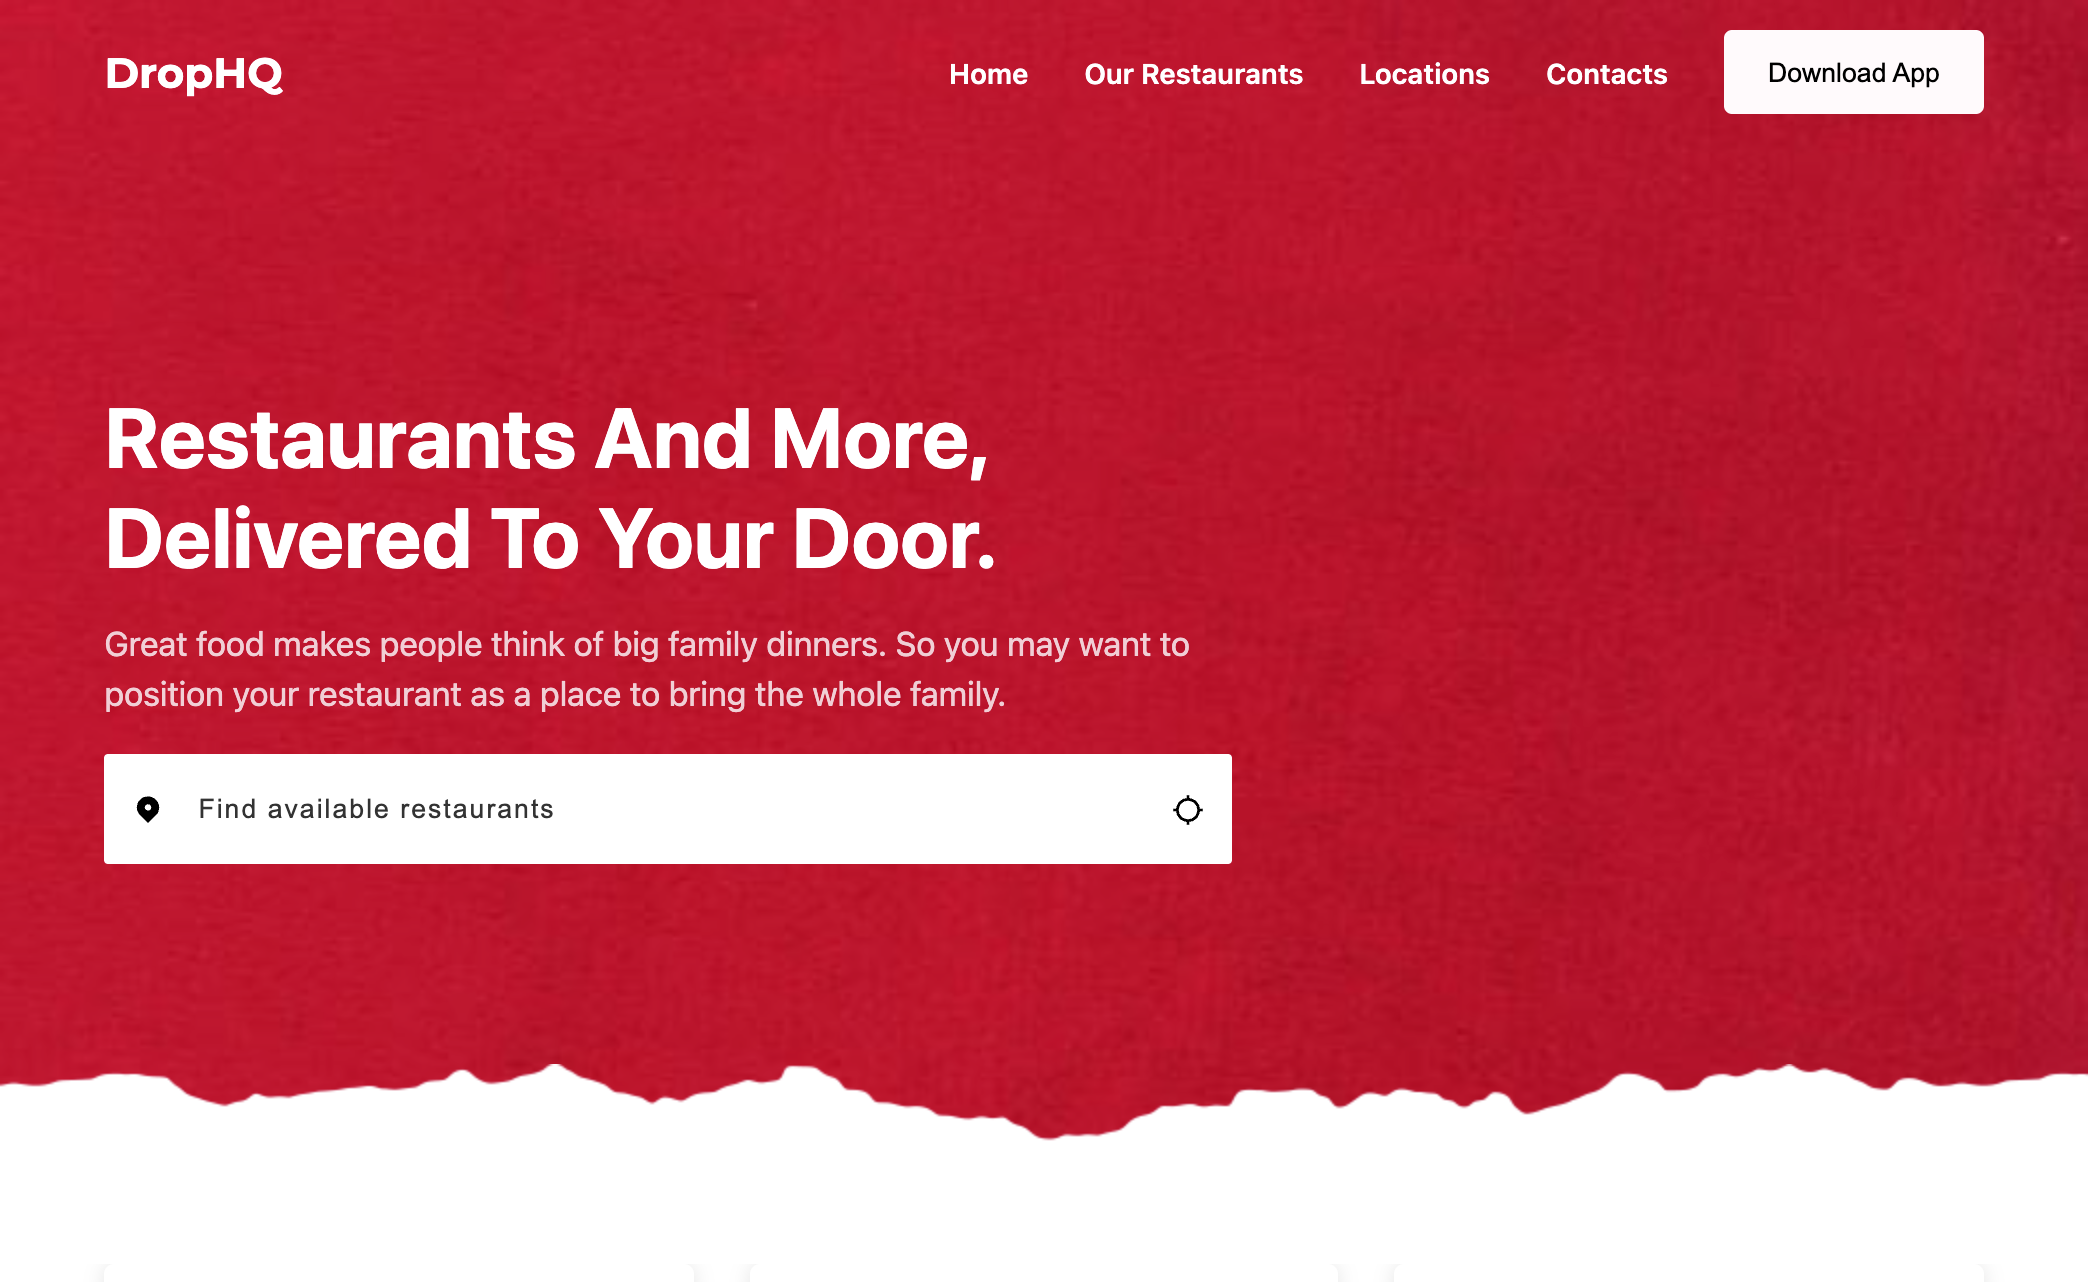 DropHQ
Home
Our Restaurants
Locations
Contacts
Download App
Restaurants And More,
Delivered To Your Door.
Great food makes people think of big family dinners. So you may want to
position your restaurant as a place to bring the whole family.
Find available restaurants